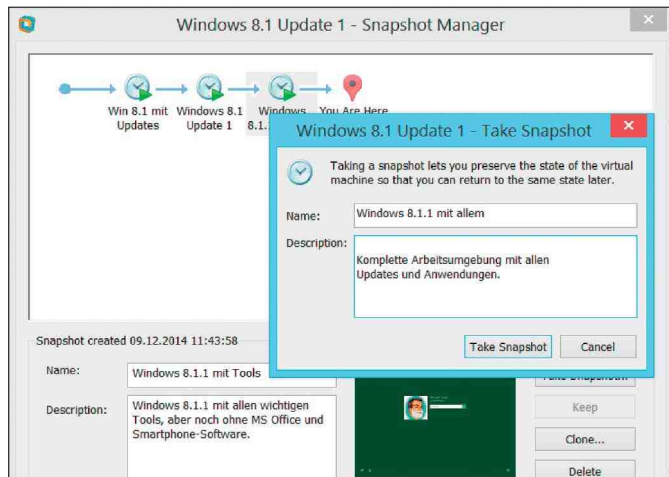 Windows 8.1 Update 1 - Snapshot Manager
Win 8.1 mit
Updates
Windows 8.1
Update 1
Windows
8.1.
You Are Here
Windows 8.1 Update 1 - Take Snapshot
Taking a snapshot lets you preserve the state of the virtual
machine so that you can return to the same state later.
Name:
Windows 8.1.1 mit allem
Description:
Komplette Arbeitsumgebung mit allen
Updates und Anwendungen.
Take Snapshot
Cancel
Snapshot created 09.12.2014 11:43:58
Name:
Windows 8.1.1 mit Tools
Description:
Windows 8.1.1 mit allen wichtigen
Tools, aber noch ohne MS Office und
Smartphone-Software.
Take Snapshot...
Keep
Clone...
Delete